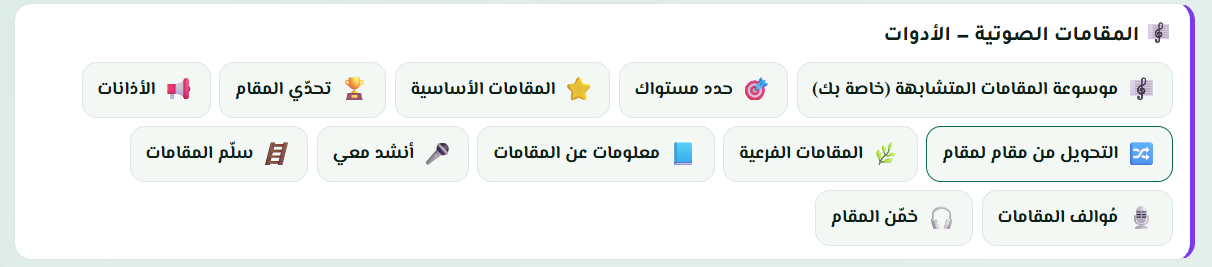 المقامات الصوتية – الأدوات
موسوعة المقامات المتشابهة (خاصة بك)
حدد مستواك
المقامات الأساسية
تحدّي المقام
الأذانات
التحويل من مقام لمقام
المقامات الفرعية
معلومات عن المقامات
أنشد معي
سلّم المقامات
مُوالف المقامات
خمّن المقام